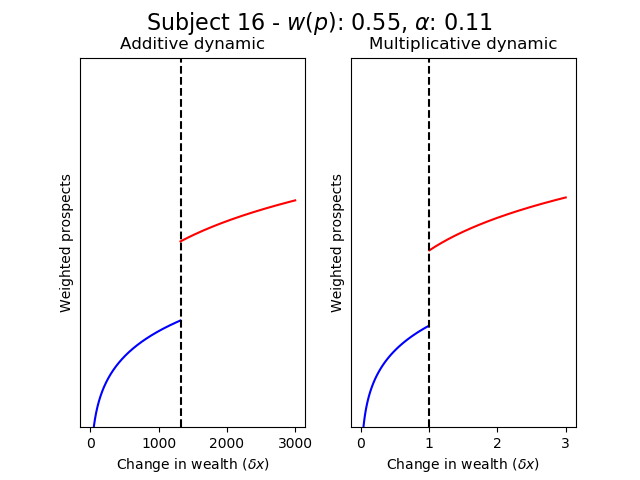 Subject 16 - w(p): 0.55, α: 0.11
Additive dynamic
Weighted prospects
0 1000 2000 3000
Change in wealth (δx)
Multiplicative dynamic
Weighted prospects
0 1 2 3
Change in wealth (δx)